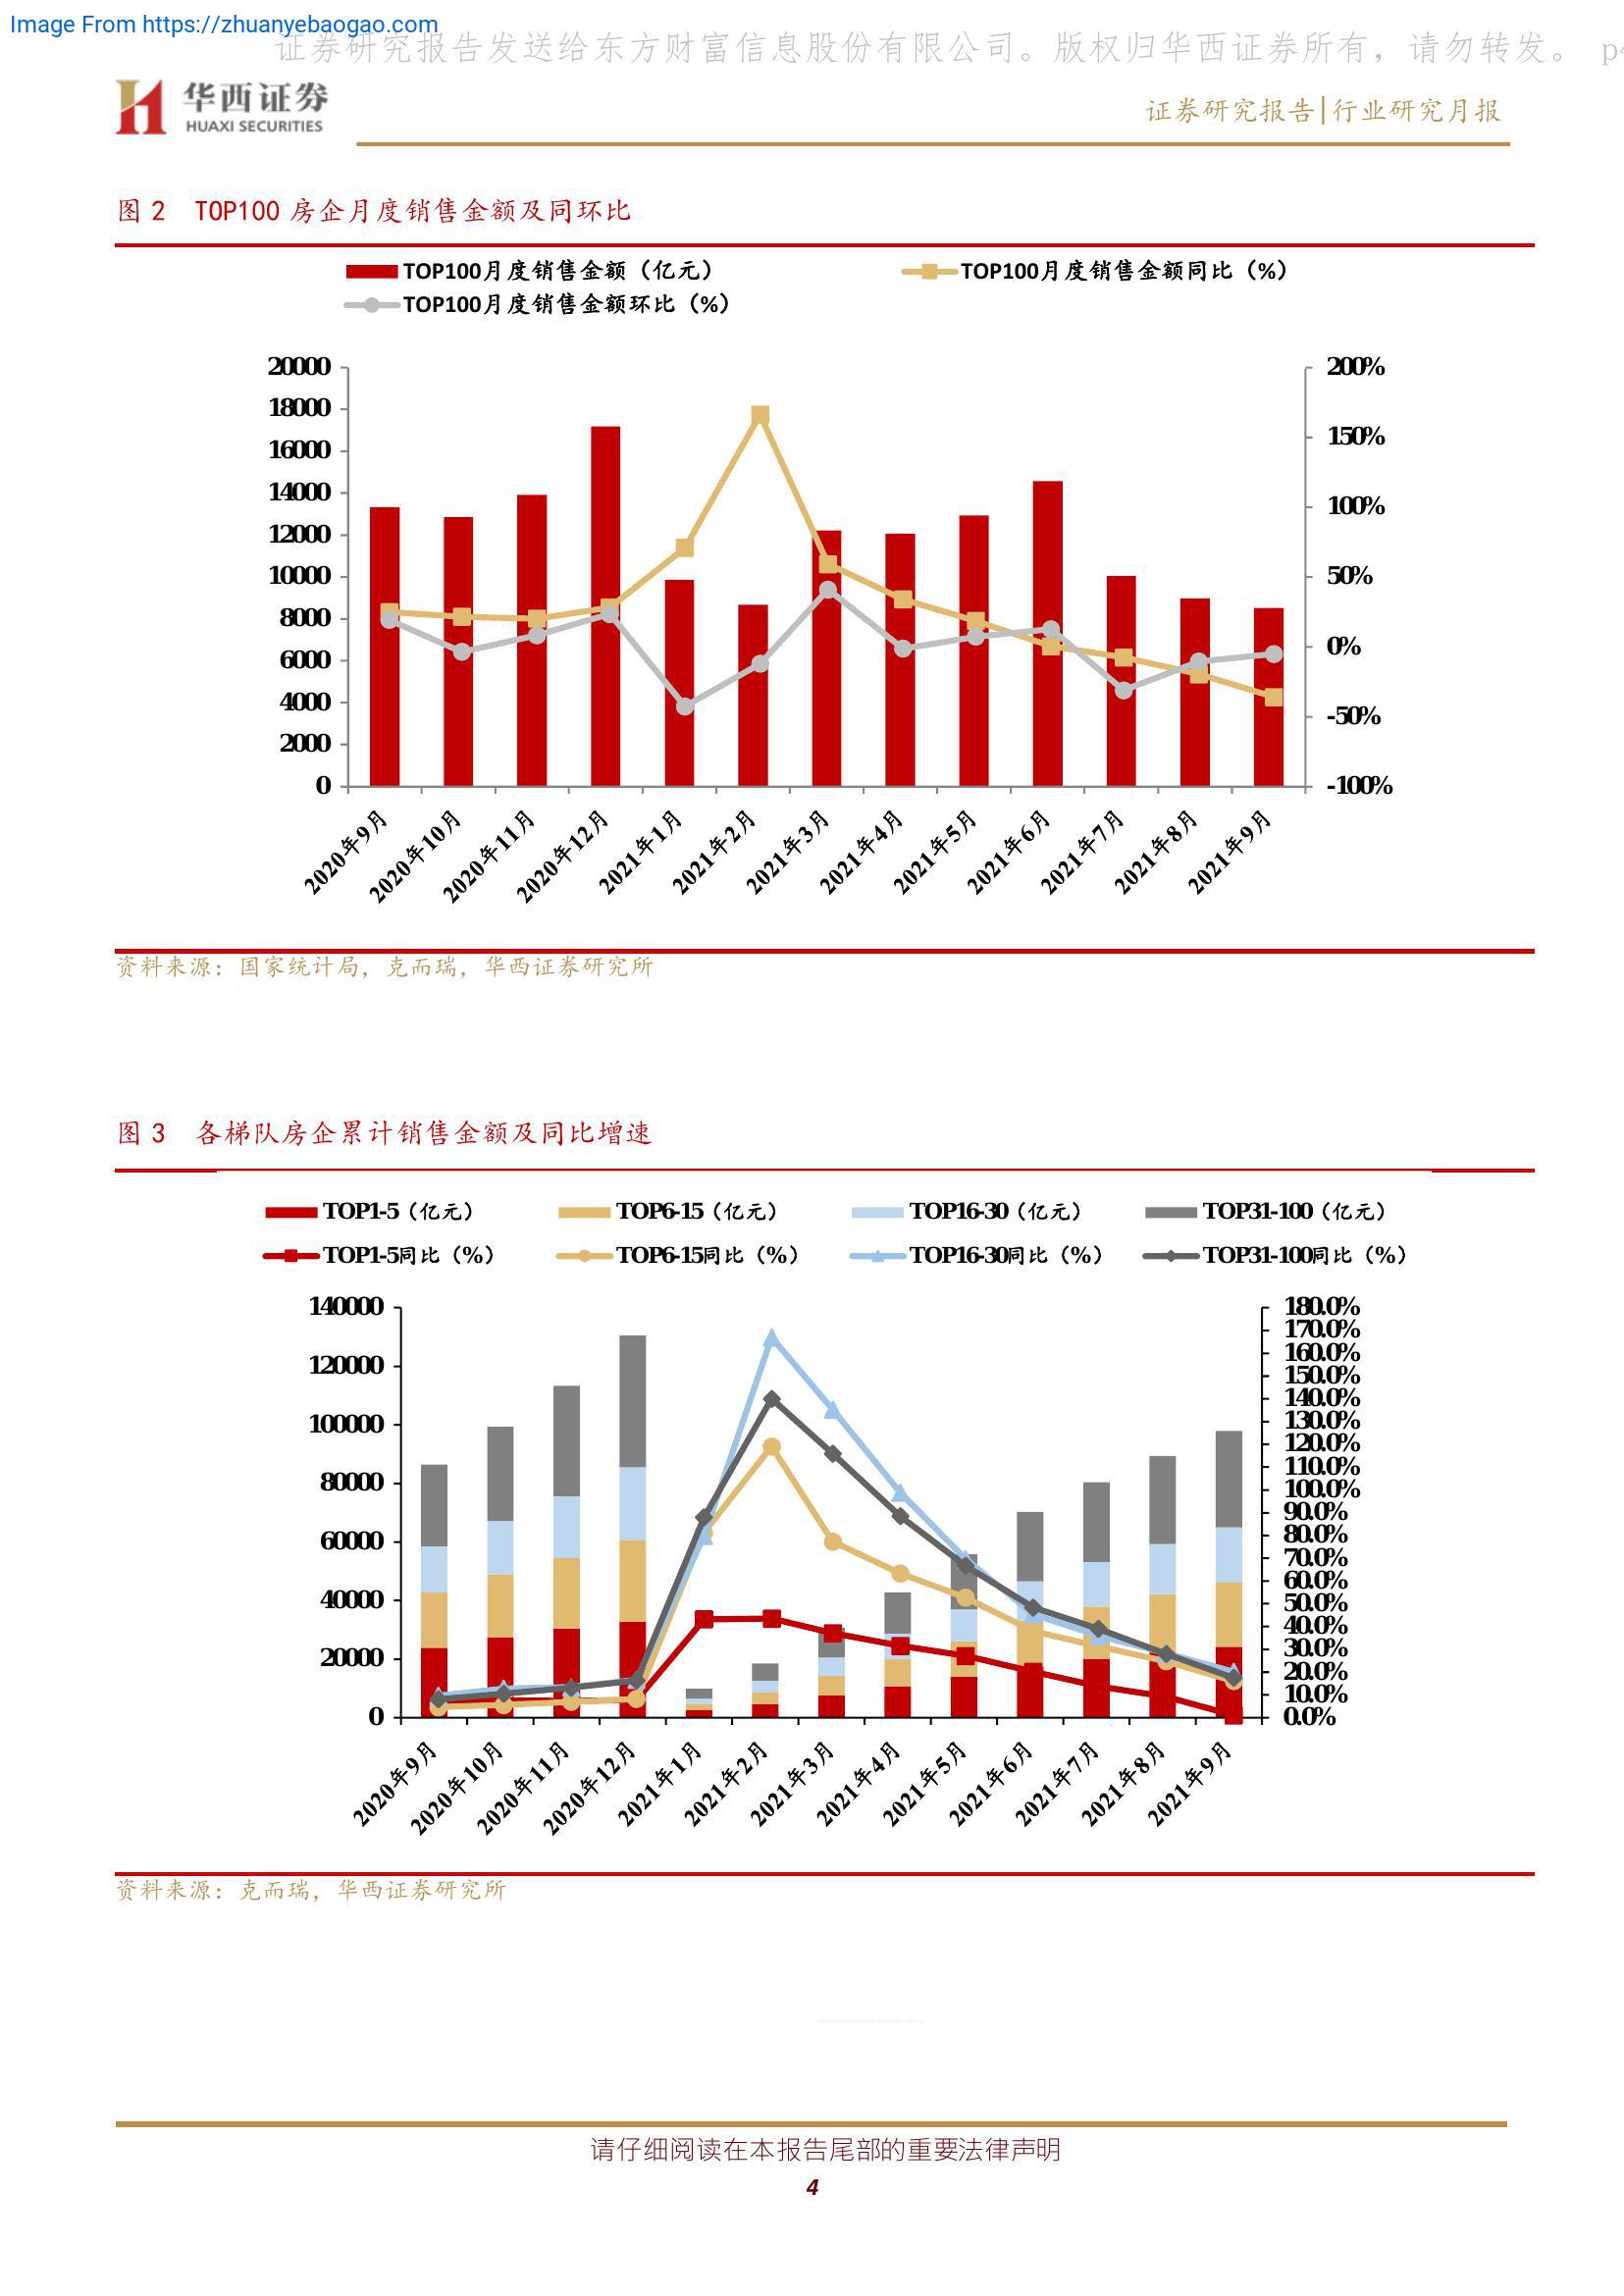 Image From https://zhuanyebaogao.com
证券研究报告发送给东方财富信息股份有限公司。版权归华西证券所有，请勿转发。 p4
华西证券
HUAXI SECURITIES
证券研究报告|行业研究月报
图 2 TOP100 房企月度销售金额及同环比
TOP100月度销售金额（亿元）
TOP100月度销售金额同比（%）
TOP100月度销售金额环比（%）
20000
18000
16000
14000
12000
10000
8000
6000
4000
2000
0
200%
150%
100%
50%
0%
-50%
-100%
2020年9月
2020年10月
2020年11月
2020年12月
2021年1月
2021年2月
2021年3月
2021年4月
2021年5月
2021年6月
2021年7月
2021年8月
2021年9月
资料来源：国家统计局，克而瑞，华西证券研究所
图 3 各梯队房企累计销售金额及同比增速
TOP1-5（亿元）
TOP6-15（亿元）
TOP16-30（亿元）
TOP31-100（亿元）
TOP1-5同比（%）
TOP6-15同比（%）
TOP16-30同比（%）
TOP31-100同比（%）
140000
120000
100000
80000
60000
40000
20000
0
180.0%
170.0%
160.0%
150.0%
140.0%
130.0%
120.0%
110.0%
100.0%
90.0%
80.0%
70.0%
60.0%
50.0%
40.0%
30.0%
20.0%
10.0%
0.0%
2020年9月
2020年10月
2020年11月
2020年12月
2021年1月
2021年2月
2021年3月
2021年4月
2021年5月
2021年6月
2021年7月
2021年8月
2021年9月
资料来源：克而瑞，华西证券研究所
请仔细阅读在本报告尾部的重要法律声明
4